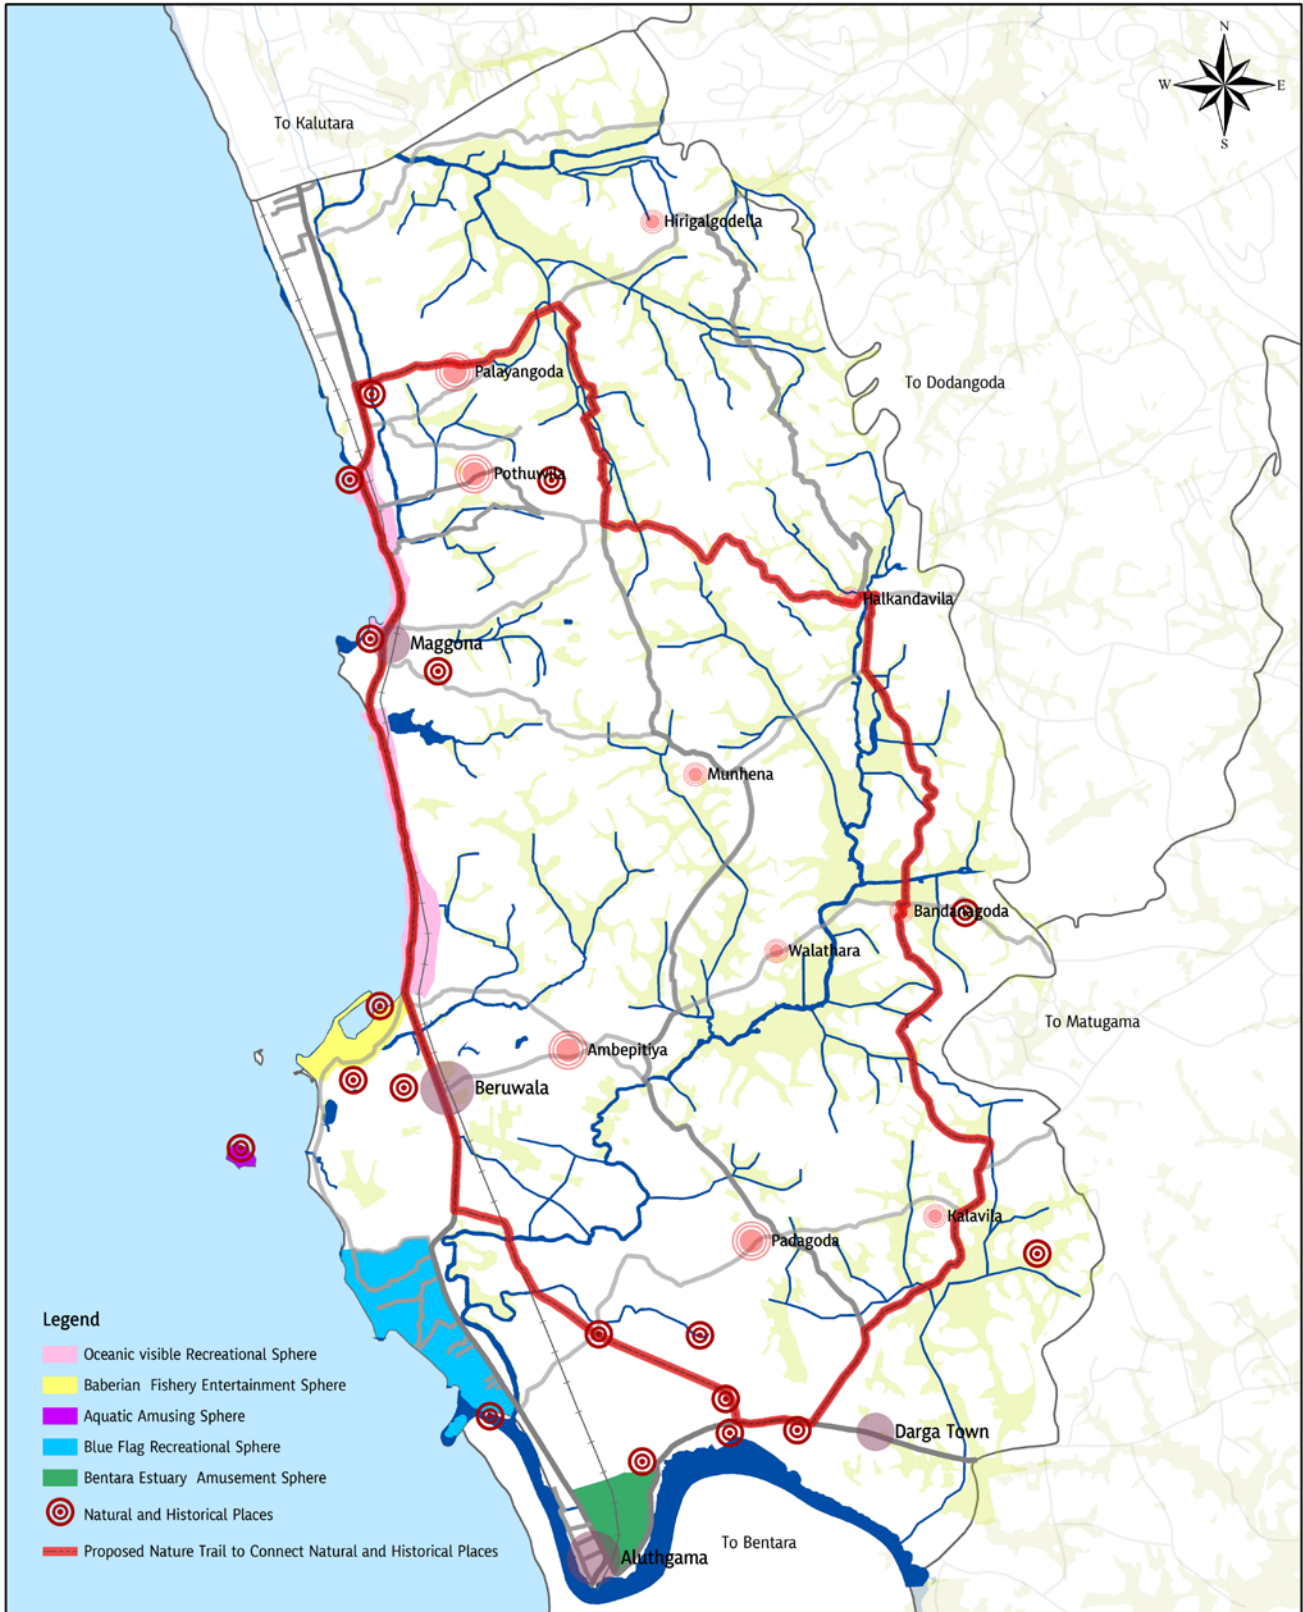 N
W
E
S
To Kalutara
Hirigalgodella
Palayangoda
To Dodangoda
Pothuwila
Halkandavila
Maggona
Munhena
Bandanagoda
Walathara
To Matugama
Ambepitiya
Beruwala
Kalavila
Padagoda
Legend
Oceanic visible Recreational Sphere
Baberian Fishery Entertainment Sphere
Aquatic Amusing Sphere
Blue Flag Recreational Sphere
Bentara Estuary Amusement Sphere
Natural and Historical Places
Proposed Nature Trail to Connect Natural and Historical Places
Darga Town
To Bentara
Aluthgama